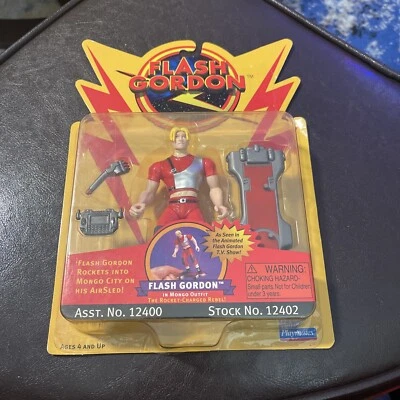 FLASH
GORDON™
As Seen in
the Animated
Flash Gordon
T.V. Show!
FLASH GORDON
ROCKETS INTO
MONGO CITY ON
HIS AIRSLED!
WARNING:
CHOKING HAZARD-
Small parts. Not for Children
under 3 years.
FLASH GORDON™
IN MONGO OUTFIT
THE ROCKET-CHARGED REBEL!
ASST. NO. 12400
STOCK NO. 12402
AGES 4 AND UP
Playmates